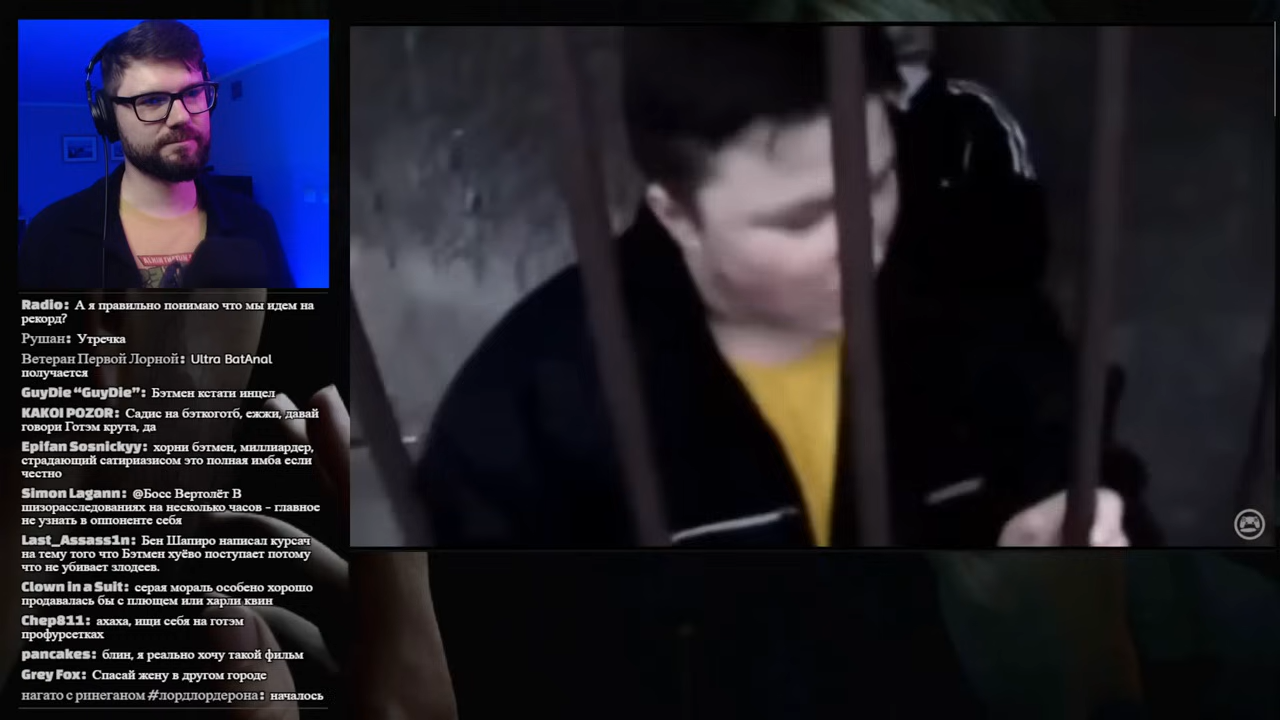 Radio: А я правильно понимаю что мы идем на
рекорд?
Рушан: Утречка
Ветеран Первой Лорной: Ultra BatAnal
получается
GuyDie “GuyDie”: Бэтмен кстати инцел
KAKOI POZOR: Садис на бэткоготб, ежжи, давай
говори Готэм крута, да
Epifan Sosnickyy: хорни бэтмен, миллиардер,
страдающий сатириазисом это полная имба если
честно
Simon Lagann: @Босс Вертолёт В
шизорасследованиях на несколько часов – главное
не узнать в оппоненте себя
Last_Assass1n: Бен Шапиро написал курсач
на тему того что Бэтмен хуёво поступает потому
что не убивает злодеев.
Clown in a Suit: серая мораль особено хорошо
продавалась бы с плющем или харли квин
Chep811: ахаха, ищи себя на готэм
профурсетках
pancakes: блин, я реально хочу такой фильм
Grey Fox: Спасай жену в другом городе
нагато с ринеганом #лордлордерона: началось